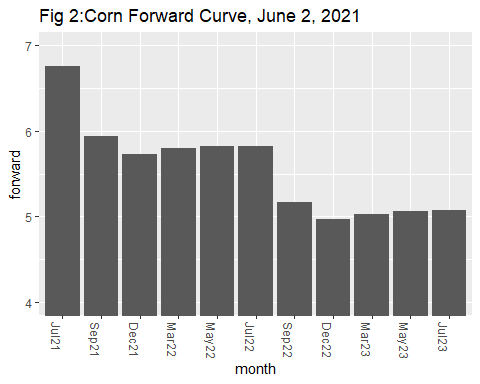 Fig 2:Corn Forward Curve, June 2, 2021
7
6
5
4
forward
Jul21
Sep21
Dec21
Mar22
May22
Jul22
Sep22
Dec22
Mar23
May23
Jul23
month